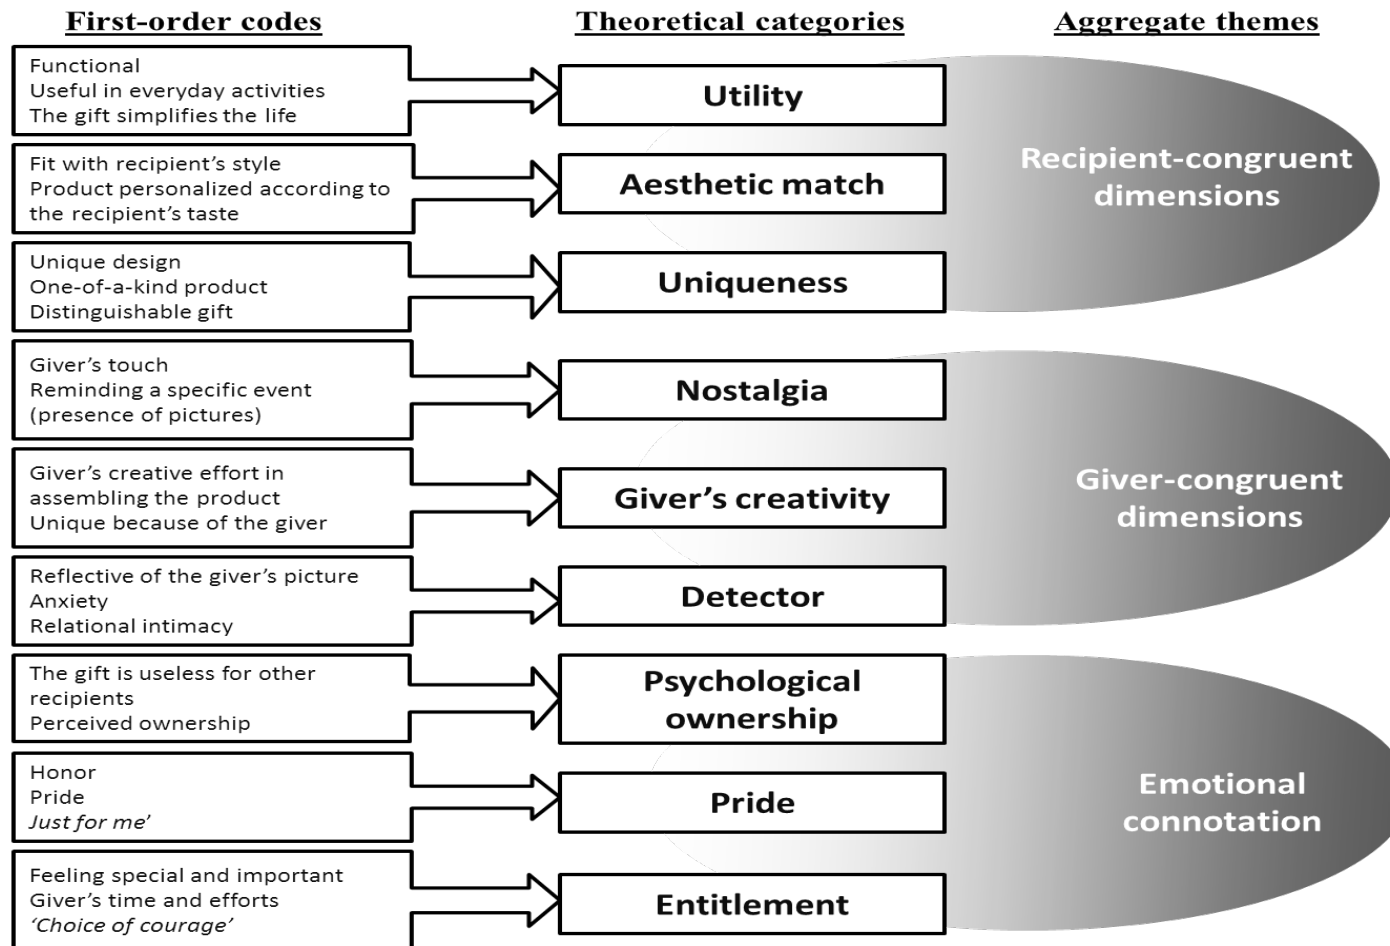 First-order codes
Theoretical categories
Aggregate themes
Functional
Useful in everyday activities
The gift simplifies the life
Utility
Fit with recipient’s style
Product personalized according to
the recipient’s taste
Aesthetic match
Unique design
One-of-a-kind product
Distinguishable gift
Uniqueness
Recipient-congruent
dimensions
Giver’s touch
Reminding a specific event
(presence of pictures)
Nostalgia
Giver’s creative effort in
assembling the product
Unique because of the giver
Giver’s creativity
Reflective of the giver’s picture
Anxiety
Relational intimacy
Detector
Giver-congruent
dimensions
The gift is useless for other
recipients
Perceived ownership
Psychological
ownership
Honor
Pride
Just for me’
Pride
Feeling special and important
Giver’s time and efforts
‘Choice of courage’
Entitlement
Emotional
connotation